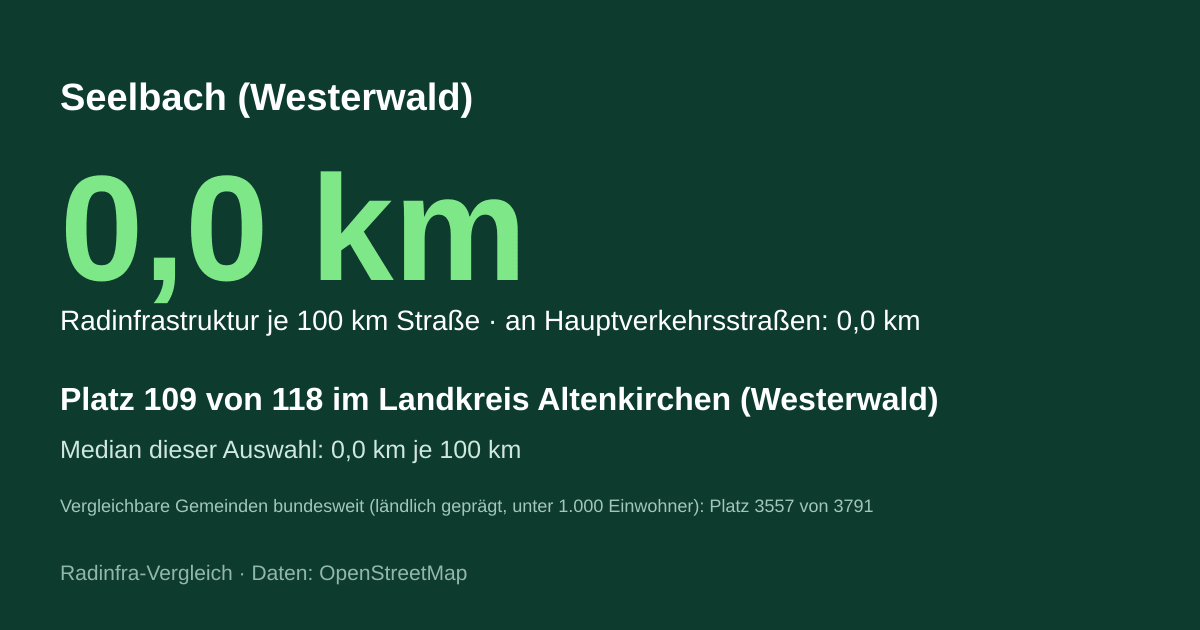 Seelbach (Westerwald)
0,0 km
Radinfrastruktur je 100 km Straße · an Hauptverkehrsstraßen: 0,0 km
Platz 109 von 118 im Landkreis Altenkirchen (Westerwald)
Median dieser Auswahl: 0,0 km je 100 km
Vergleichbare Gemeinden bundesweit (ländlich geprägt, unter 1.000 Einwohner): Platz 3557 von 3791
Radinfra-Vergleich · Daten: OpenStreetMap